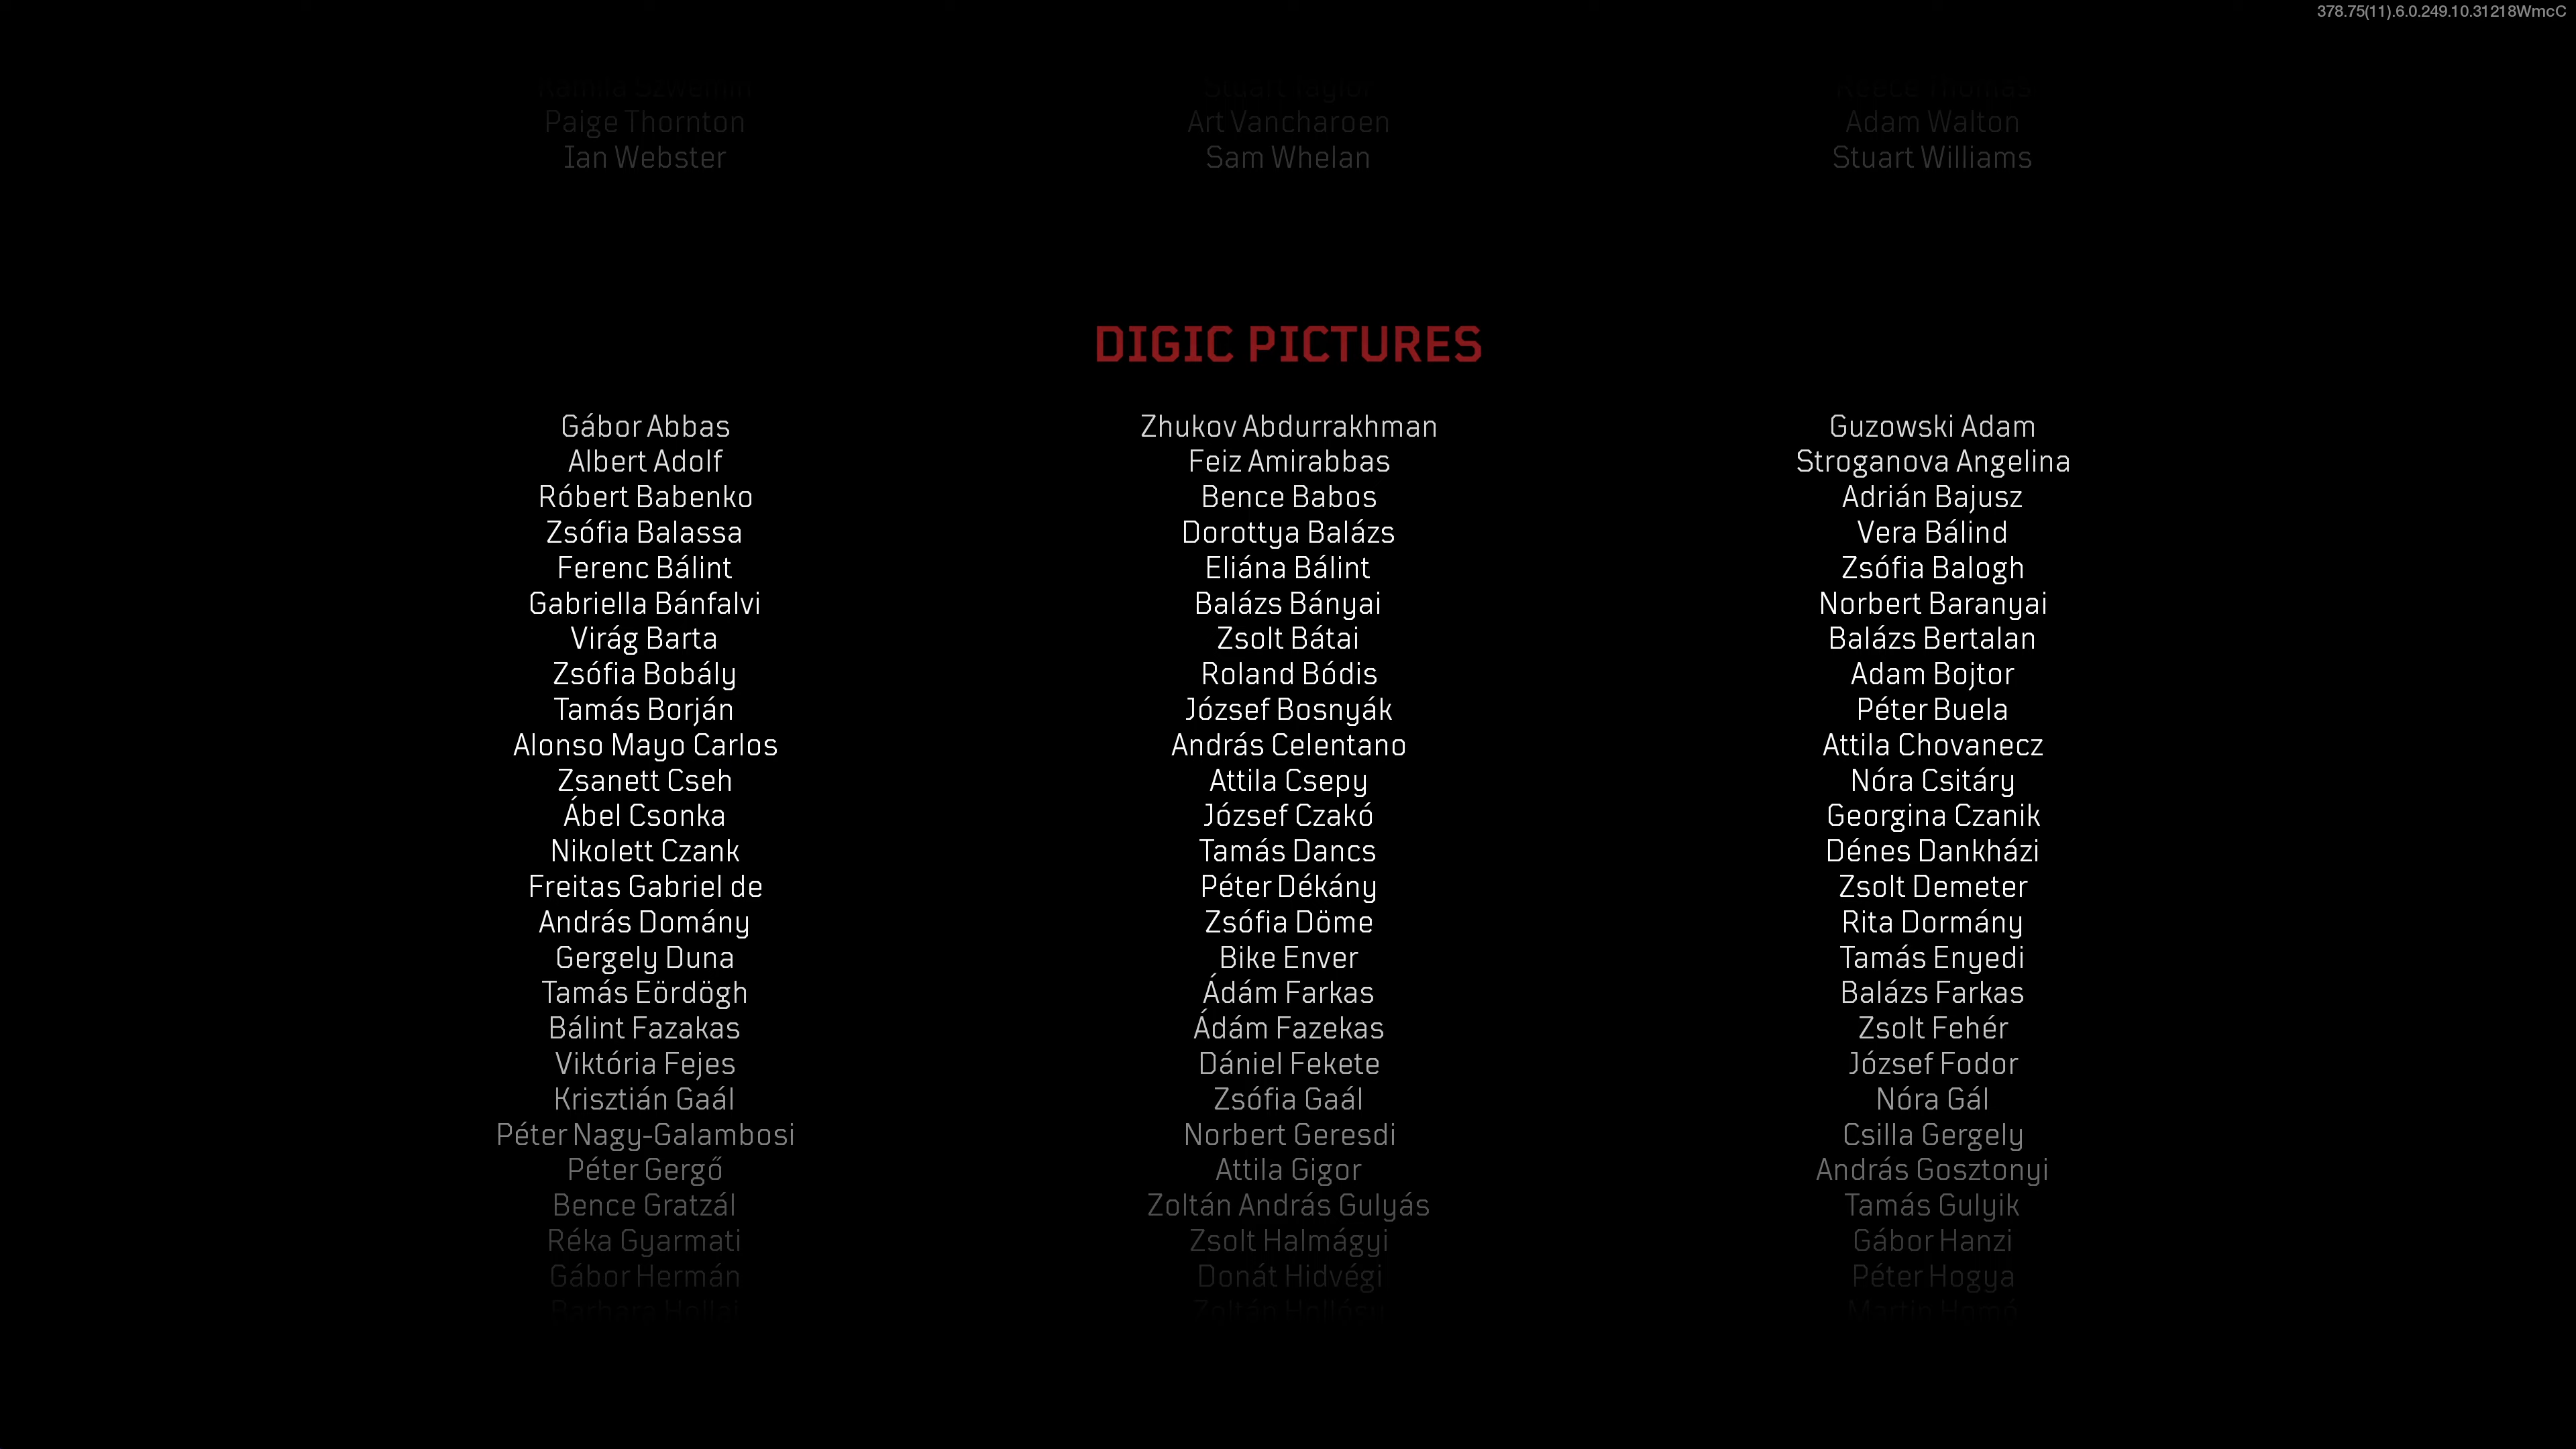 378.75(11).6.0.249.10.31218WmcC
Kamila Szwemin Stuart Taylor Reece Thomas
Paige Thornton Art Vancharoen Adam Walton
Ian Webster Sam Whelan Stuart Williams
DIGIC PICTURES
Gábor Abbas Zhukov Abdurrakhman Guzowski Adam
Albert Adolf Feiz Amirabbas Stroganova Angelina
Róbert Babenko Bence Babos Adrián Bajusz
Zsófia Balassa Dorottya Balázs Vera Bálind
Ferenc Bálint Eliána Bálint Zsófia Balogh
Gabriella Bánfalvi Balázs Bányai Norbert Baranyai
Virág Barta Zsolt Bátai Balázs Bertalan
Zsófia Bobály Roland Bódis Adam Bojtor
Tamás Borján József Bosnyák Péter Buela
Alonso Mayo Carlos András Celentano Attila Chovanecz
Zsanett Cseh Attila Csepy Nóra Csitáry
Ábel Csonka József Czakó Georgina Czanik
Nikolett Czank Tamás Dancs Dénes Dankházi
Freitas Gabriel de Péter Dékány Zsolt Demeter
András Domány Zsófia Döme Rita Dormány
Gergely Duna Bike Enver Tamás Enyedi
Tamás Eördögh Ádám Farkas Balázs Farkas
Bálint Fazakas Ádám Fazekas Zsolt Fehér
Viktória Fejes Dániel Fekete József Fodor
Krisztián Gaál Zsófia Gaál Nóra Gál
Péter Nagy-Galambosi Norbert Geresdi Csilla Gergely
Péter Gergő Attila Gigor András Gosztonyi
Bence Gratzál Zoltán András Gulyás Tamás Gulyik
Réka Gyarmati Zsolt Halmágyi Gábor Hanzi
Gábor Hermán Donát Hidvégi Péter Hogya
Barbara Zoltán Martin